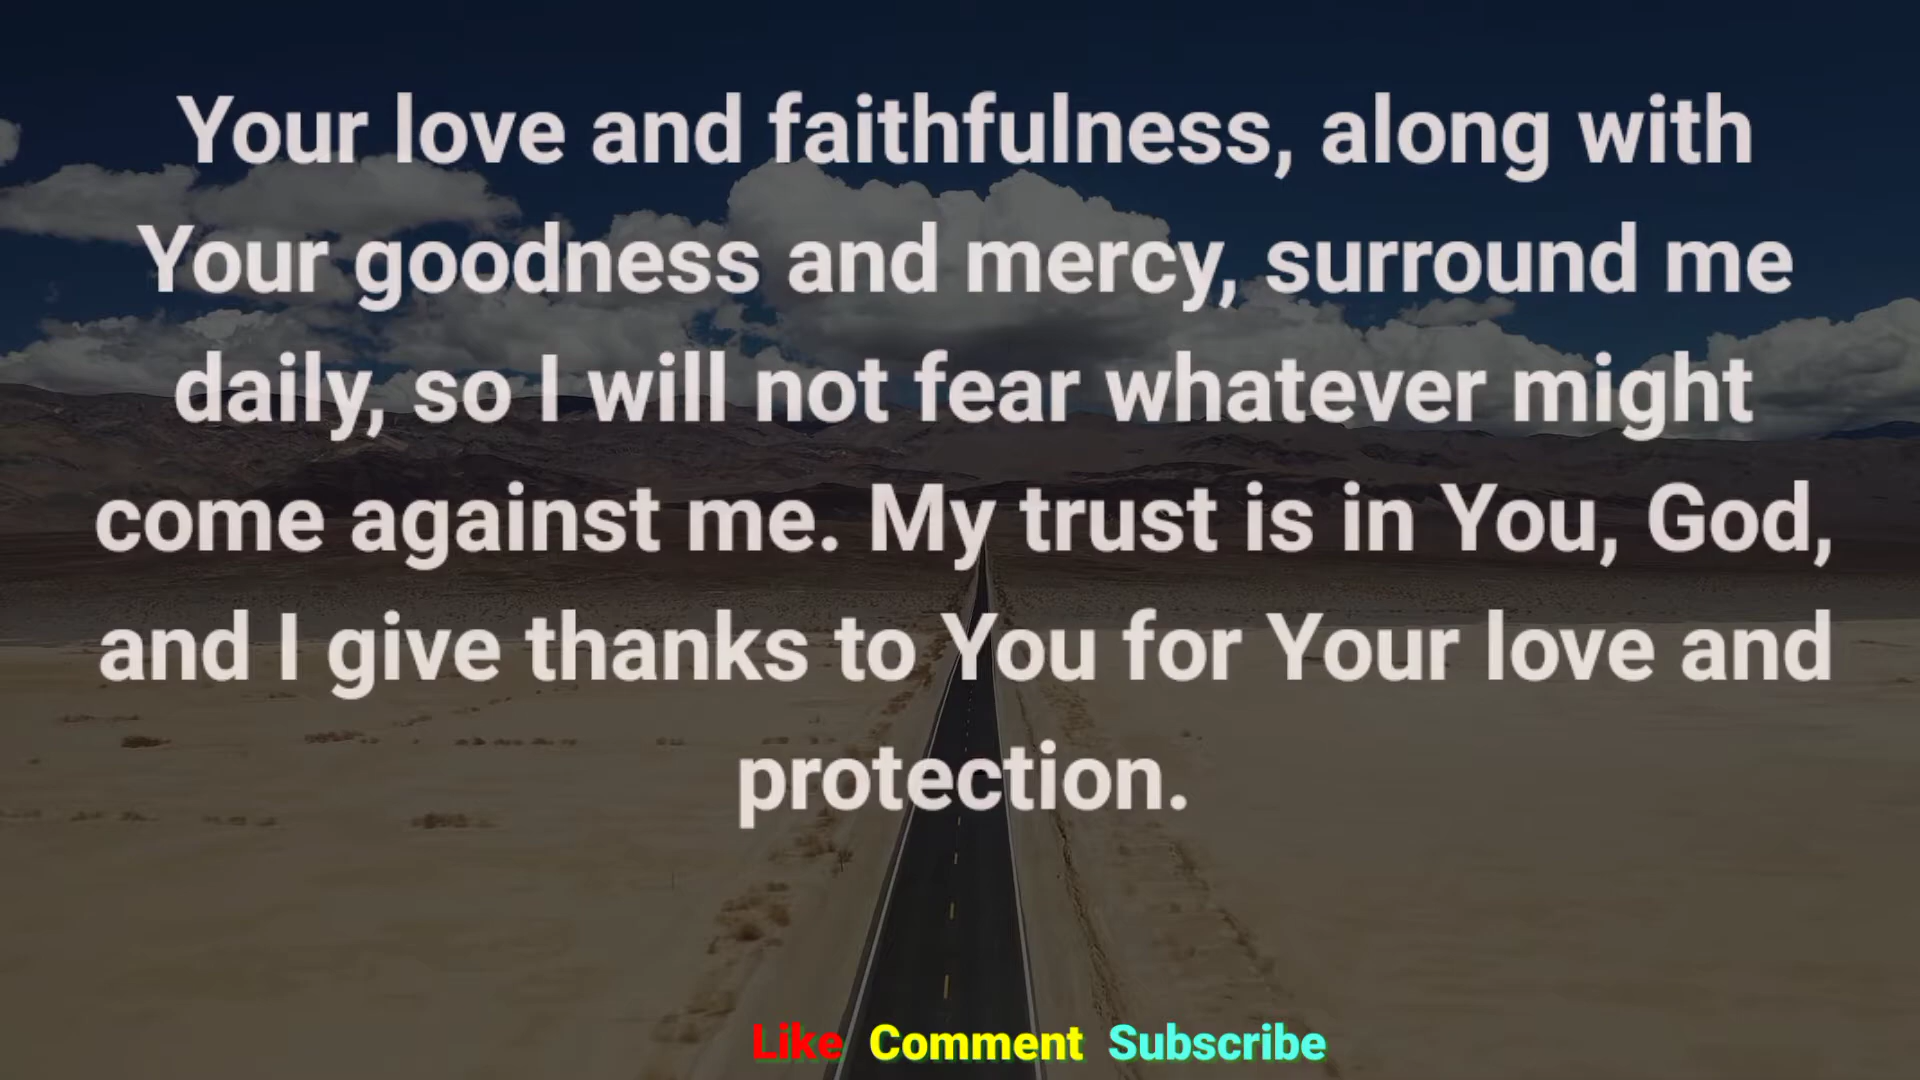 Your love and faithfulness, along with
Your goodness and mercy, surround me
daily, so I will not fear whatever might
come against me. My trust is in You, God,
and I give thanks to You for Your love and
protection.
Like Comment Subscribe